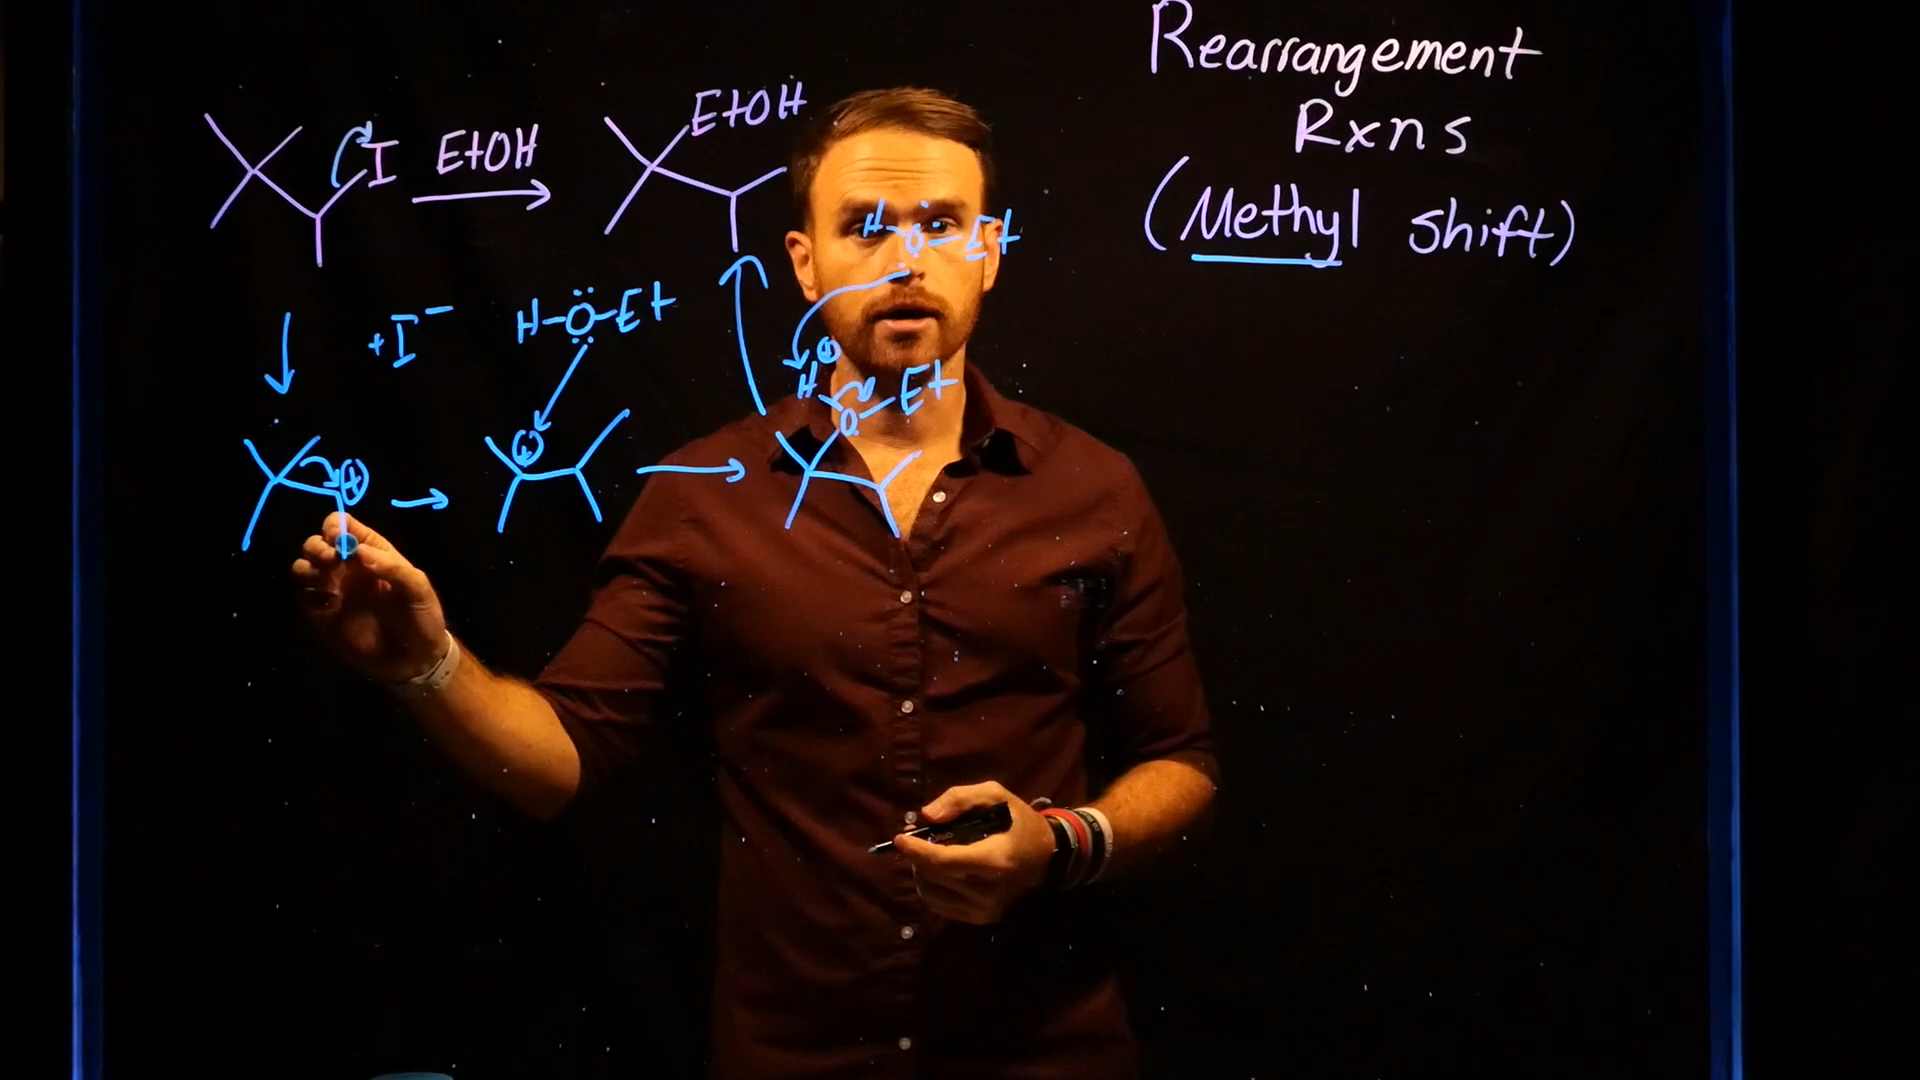 Rearrangement
Rxns
(Methyl shift)
I EtOH EtOH
+I⁻ H-O-Et H-O-Et
⊕ ⊕ H ⊕ O-Et